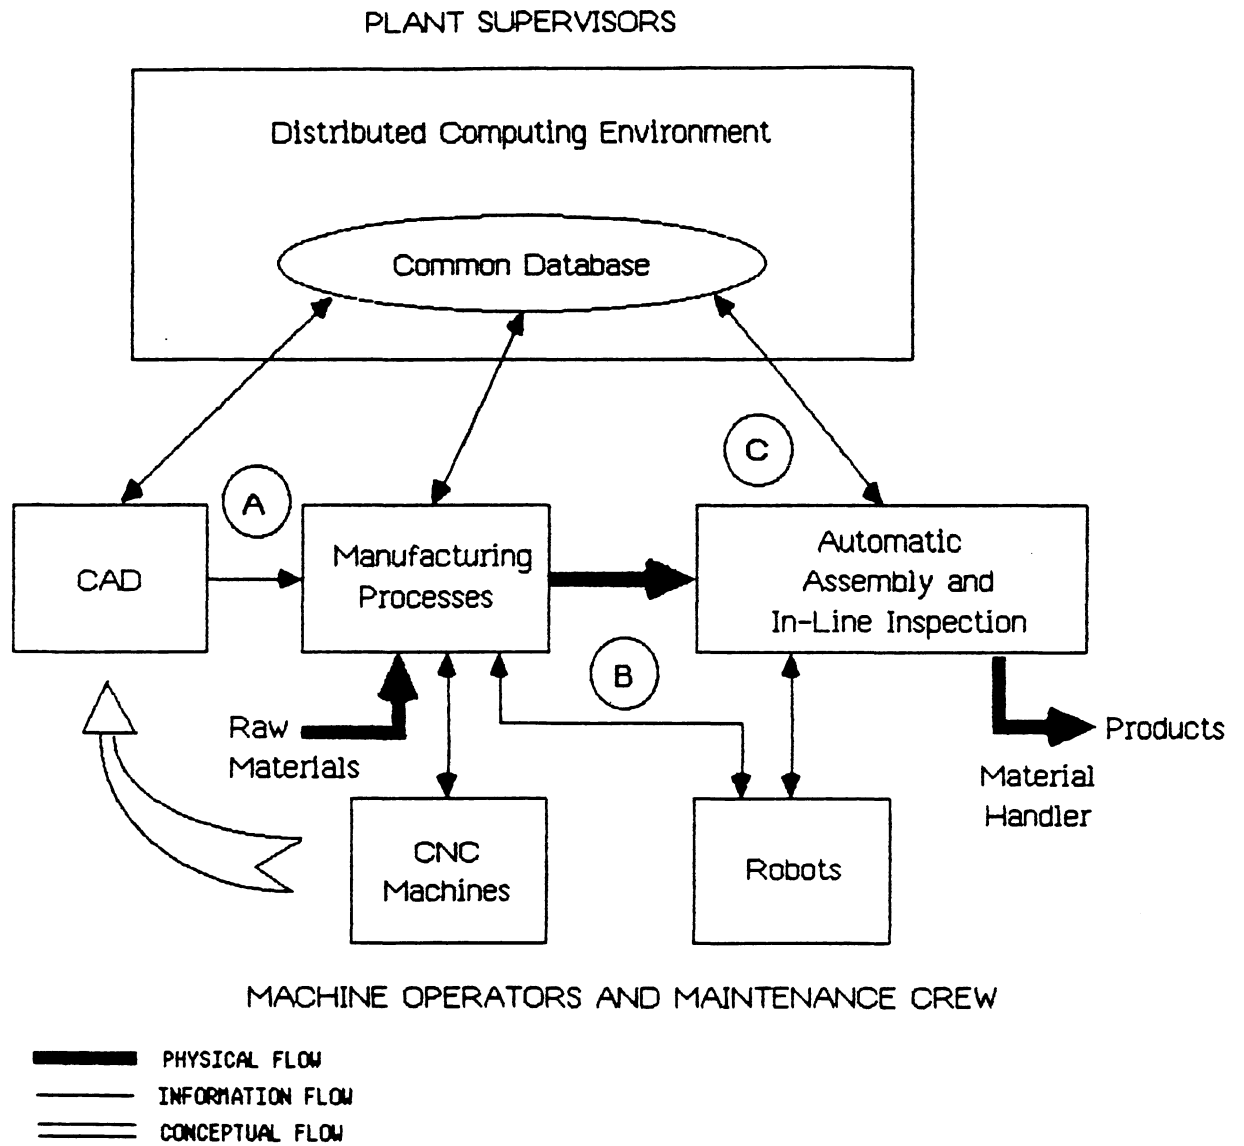 PLANT SUPERVISORS
Distributed Computing Environment
Common Database
C
A
CAD
Manufacturing
Processes
Automatic
Assembly and
In-Line Inspection
B
Raw
Materials
Products
Material
Handler
CNC
Machines
Robots
MACHINE OPERATORS AND MAINTENANCE CREW
PHYSICAL FLOW
INFORMATION FLOW
CONCEPTUAL FLOW